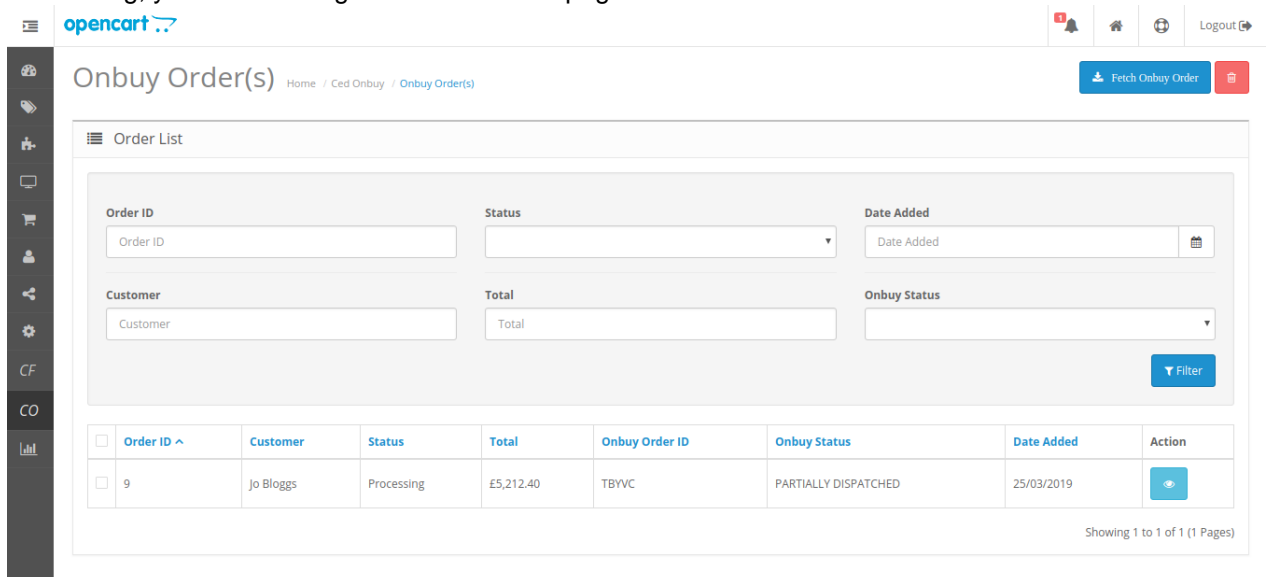 opencart
1
Logout
Onbuy Order(s)
Home / Ced Onbuy / Onbuy Order(s)
Fetch Onbuy Order
Order List
Order ID
Status
Date Added
Order ID
Date Added
Customer
Total
Onbuy Status
Customer
Total
Filter
CF
CO
Order ID Customer Status Total Onbuy Order ID Onbuy Status Date Added Action
9 Jo Bloggs Processing £5,212.40 TBYVC PARTIALLY DISPATCHED 25/03/2019
Showing 1 to 1 of 1 (1 Pages)